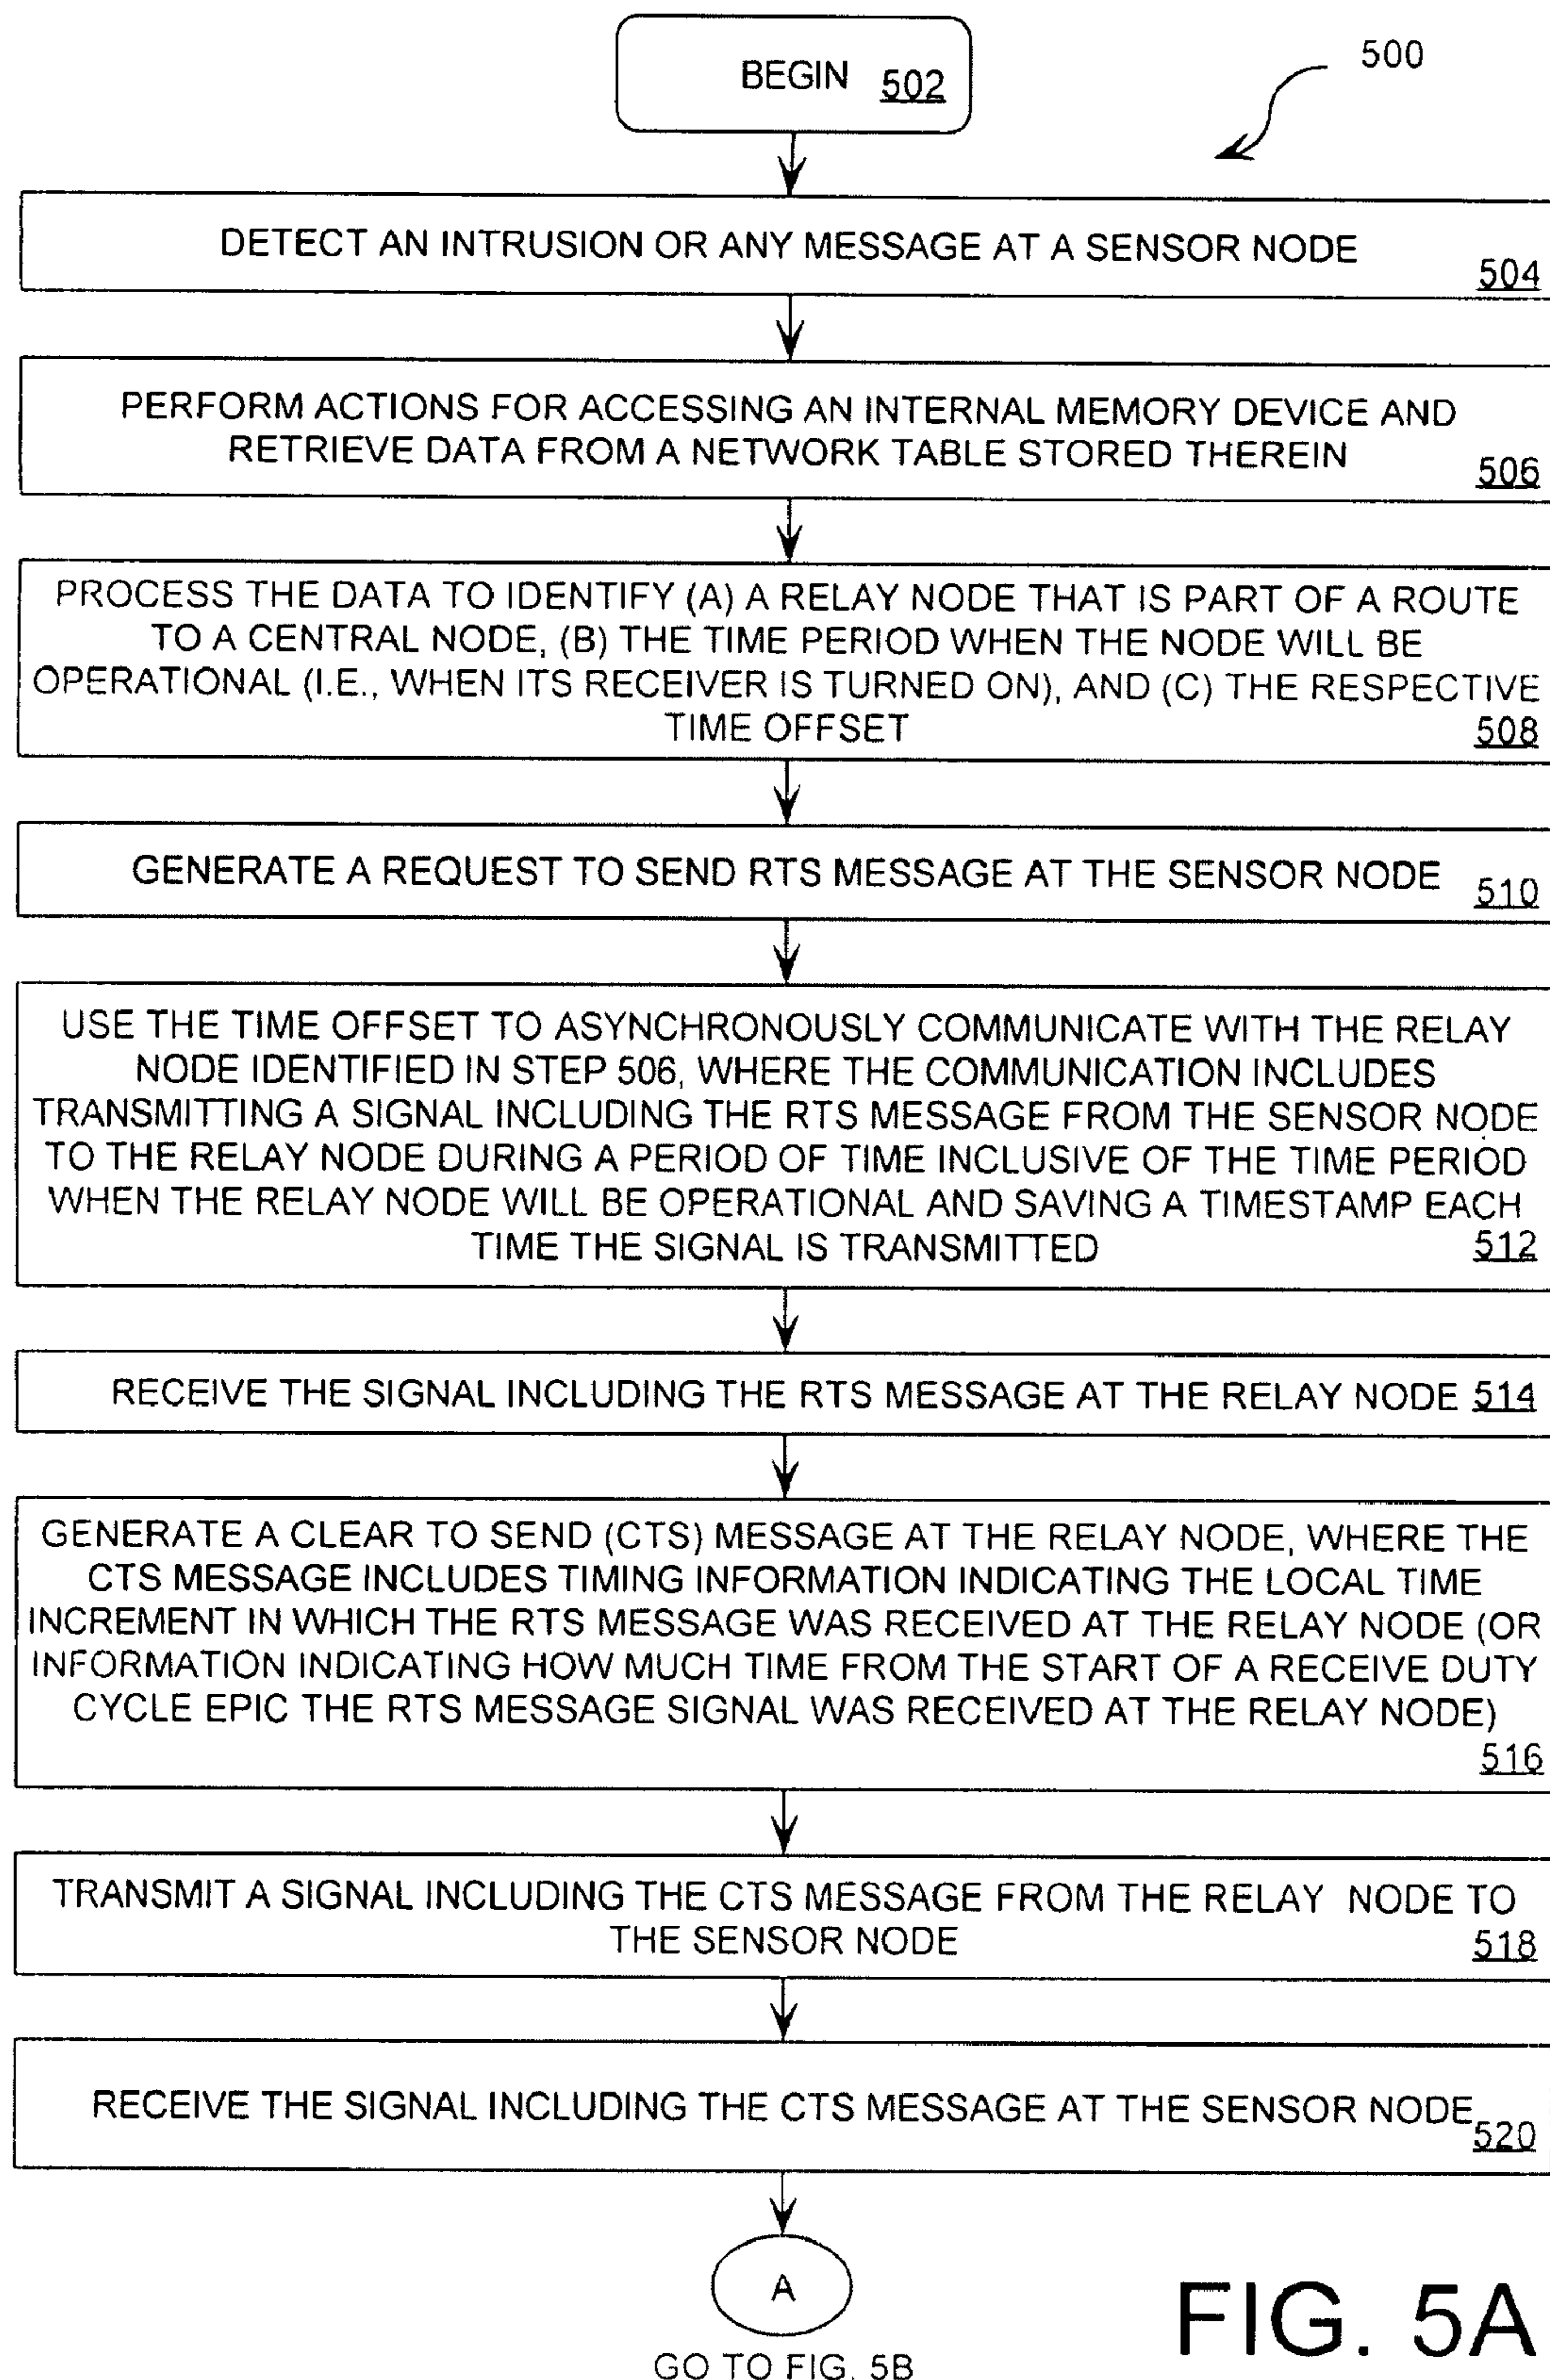 BEGIN 502
500
DETECT AN INTRUSION OR ANY MESSAGE AT A SENSOR NODE
504
PERFORM ACTIONS FOR ACCESSING AN INTERNAL MEMORY DEVICE AND
RETRIEVE DATA FROM A NETWORK TABLE STORED THEREIN
506
PROCESS THE DATA TO IDENTIFY (A) A RELAY NODE THAT IS PART OF A ROUTE
TO A CENTRAL NODE, (B) THE TIME PERIOD WHEN THE NODE WILL BE
OPERATIONAL (I.E., WHEN ITS RECEIVER IS TURNED ON), AND (C) THE RESPECTIVE
TIME OFFSET 508
GENERATE A REQUEST TO SEND RTS MESSAGE AT THE SENSOR NODE
510
USE THE TIME OFFSET TO ASYNCHRONOUSLY COMMUNICATE WITH THE RELAY
NODE IDENTIFIED IN STEP 506, WHERE THE COMMUNICATION INCLUDES
TRANSMITTING A SIGNAL INCLUDING THE RTS MESSAGE FROM THE SENSOR NODE
TO THE RELAY NODE DURING A PERIOD OF TIME INCLUSIVE OF THE TIME PERIOD
WHEN THE RELAY NODE WILL BE OPERATIONAL AND SAVING A TIMESTAMP EACH
TIME THE SIGNAL IS TRANSMITTED 512
RECEIVE THE SIGNAL INCLUDING THE RTS MESSAGE AT THE RELAY NODE 514
GENERATE A CLEAR TO SEND (CTS) MESSAGE AT THE RELAY NODE, WHERE THE
CTS MESSAGE INCLUDES TIMING INFORMATION INDICATING THE LOCAL TIME
INCREMENT IN WHICH THE RTS MESSAGE WAS RECEIVED AT THE RELAY NODE (OR
INFORMATION INDICATING HOW MUCH TIME FROM THE START OF A RECEIVE DUTY
CYCLE EPIC THE RTS MESSAGE SIGNAL WAS RECEIVED AT THE RELAY NODE)
516
TRANSMIT A SIGNAL INCLUDING THE CTS MESSAGE FROM THE RELAY NODE TO
THE SENSOR NODE 518
RECEIVE THE SIGNAL INCLUDING THE CTS MESSAGE AT THE SENSOR NODE
520
A
GO TO FIG. 5B
FIG. 5A